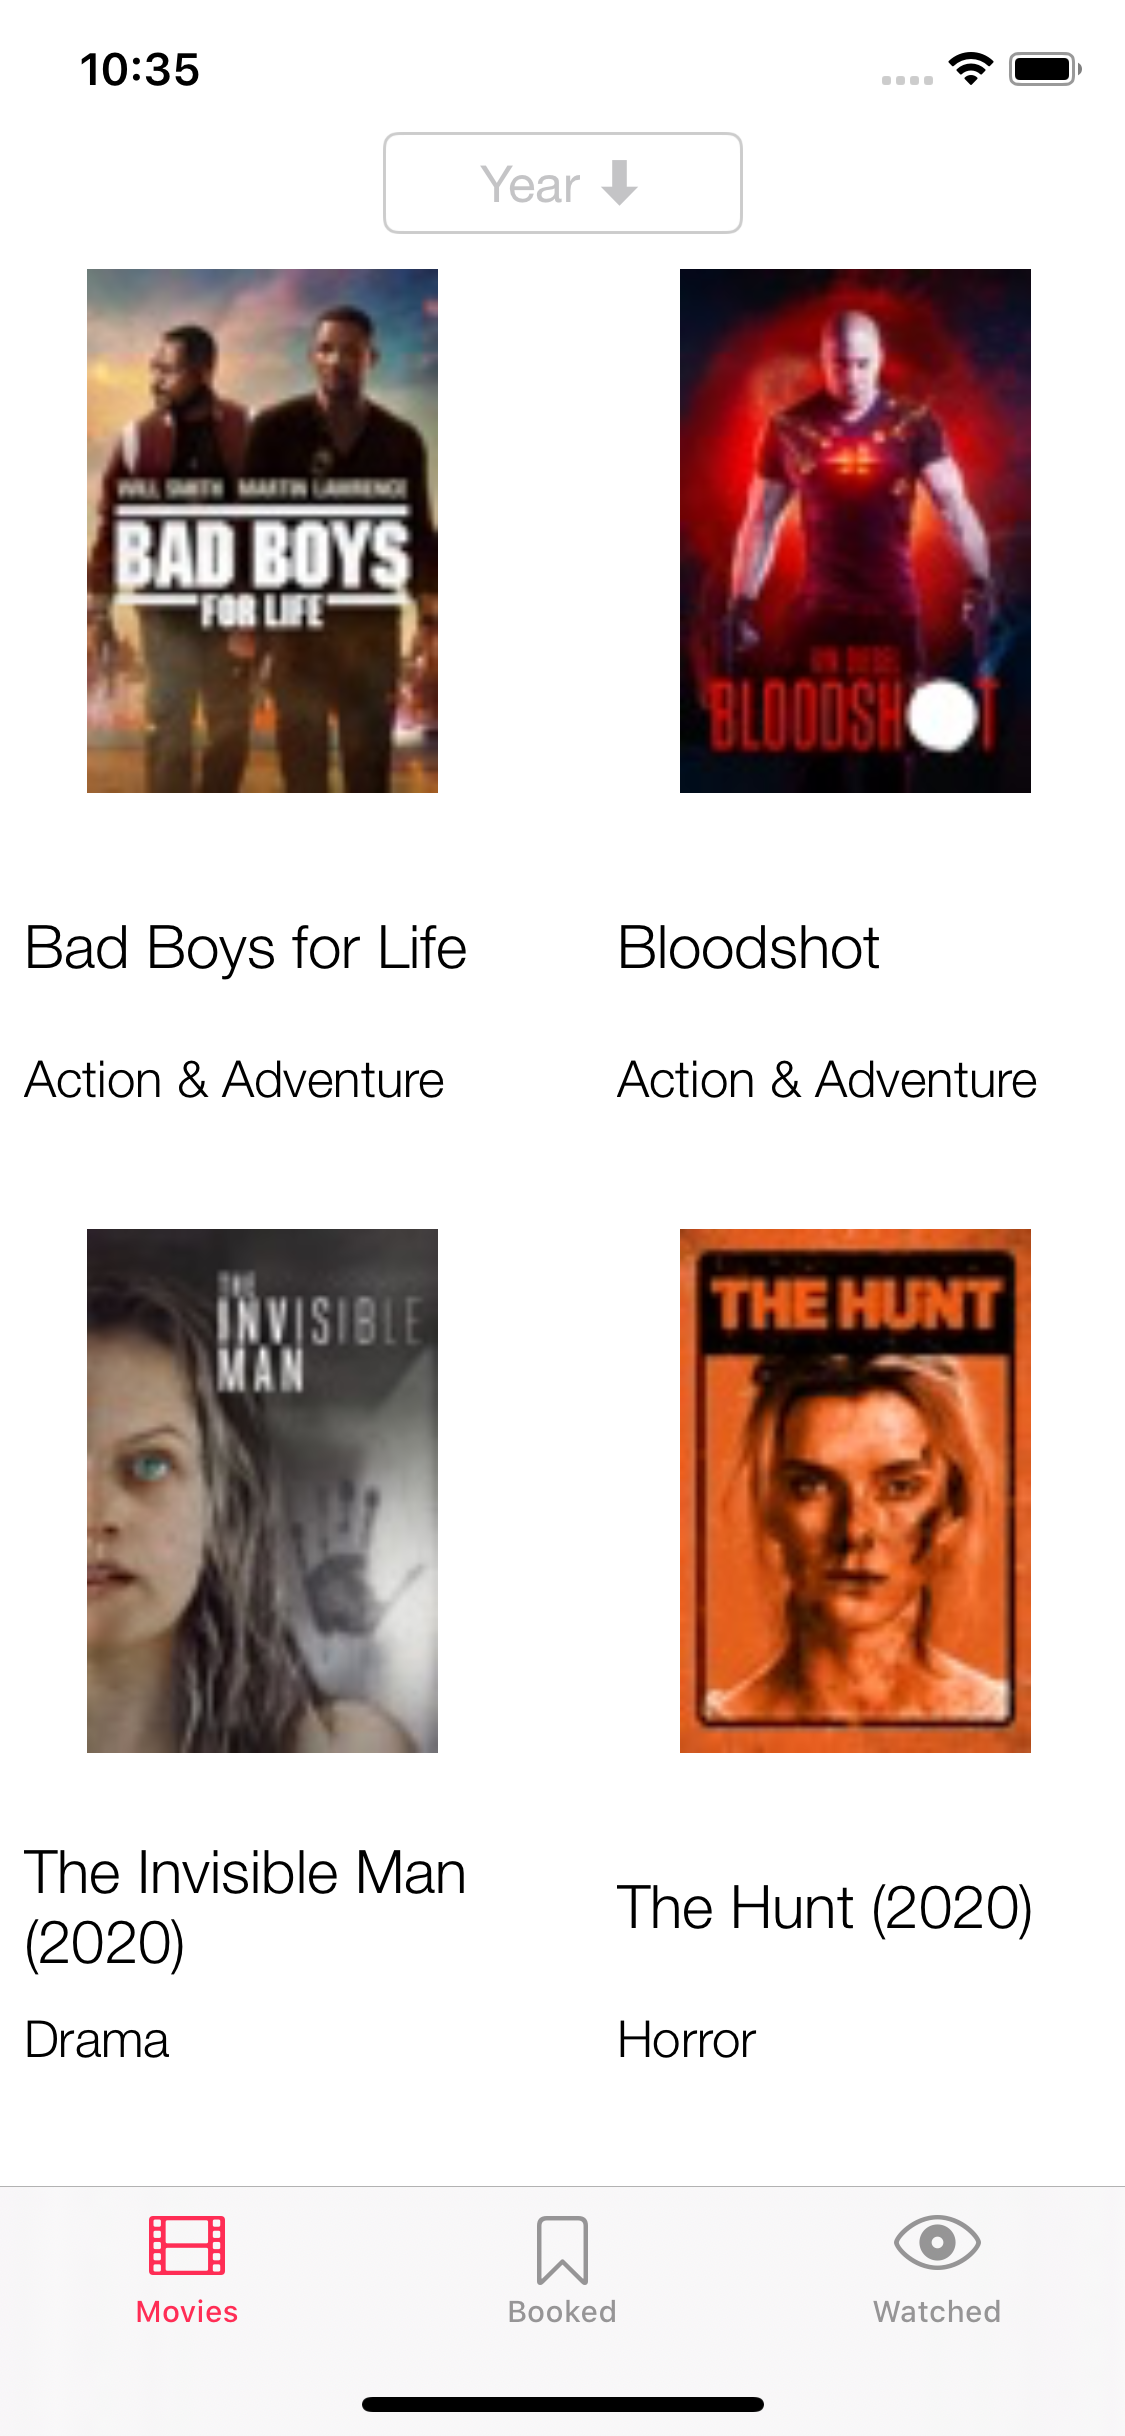 10:35
Year ⬇
WILL SMITH MARTIN LAWRENCE
BAD BOYS
FOR LIFE
VIN DIESEL
BLOODSHOT
Bad Boys for Life
Bloodshot
Action & Adventure
Action & Adventure
THE
INVISIBLE
MAN
THE HUNT
The Invisible Man
(2020)
The Hunt (2020)
Drama
Horror
Movies
Booked
Watched